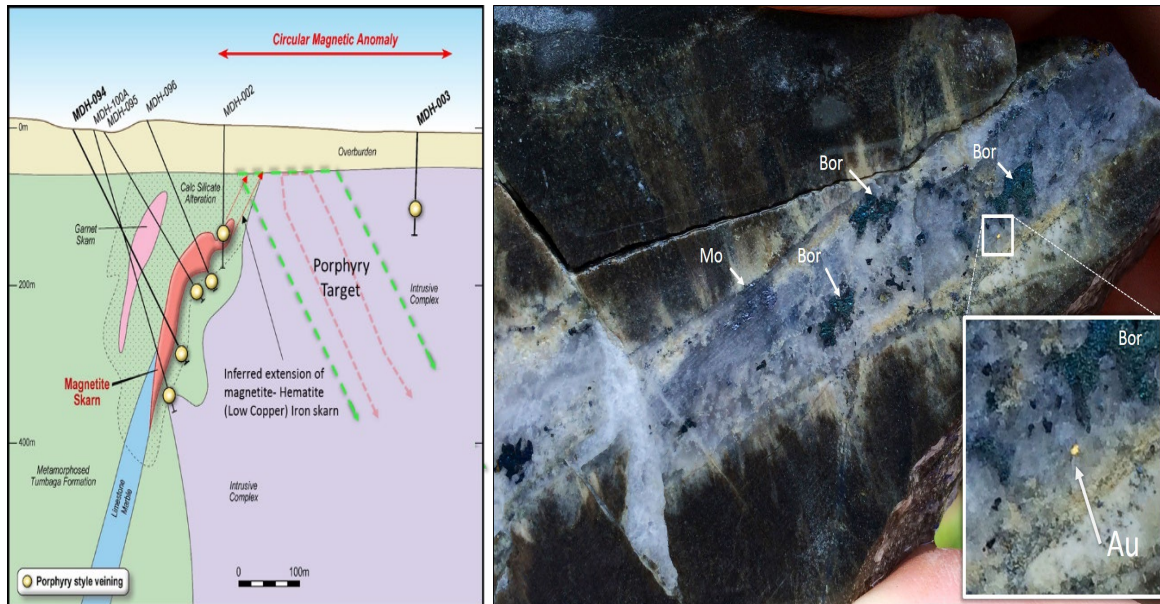 Circular Magnetic Anomaly
MDH-094
MDH-100A
MDH-095
MDH-096
MDH-002
MDH-003
0m
Overburden
Calc Silicate
Alteration
Garnet
Skarn
200m
Porphyry
Target
Intrusive
Complex
Magnetite
Skarn
Inferred extension of
magnetite- Hematite
(Low Copper) Iron skarn
400m
Metamorphosed
Tumbaga Formation
Limestone
Marble
Intrusive
Complex
Porphyry style veining
0
100m
Bor
Bor
Mo
Bor
Bor
Au